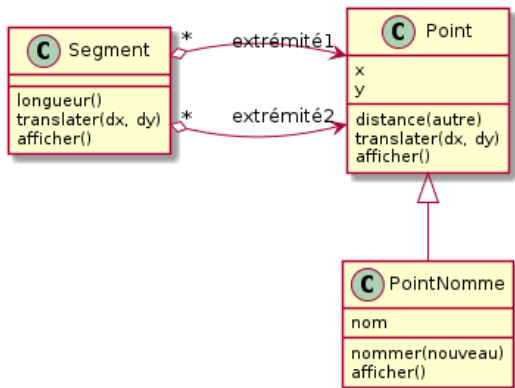 C Segment
longueur()
translater(dx, dy)
afficher()
* extrémité1
* extrémité2
C Point
x
y
distance(autre)
translater(dx, dy)
afficher()
C PointNomme
nom
nommer(nouveau)
afficher()